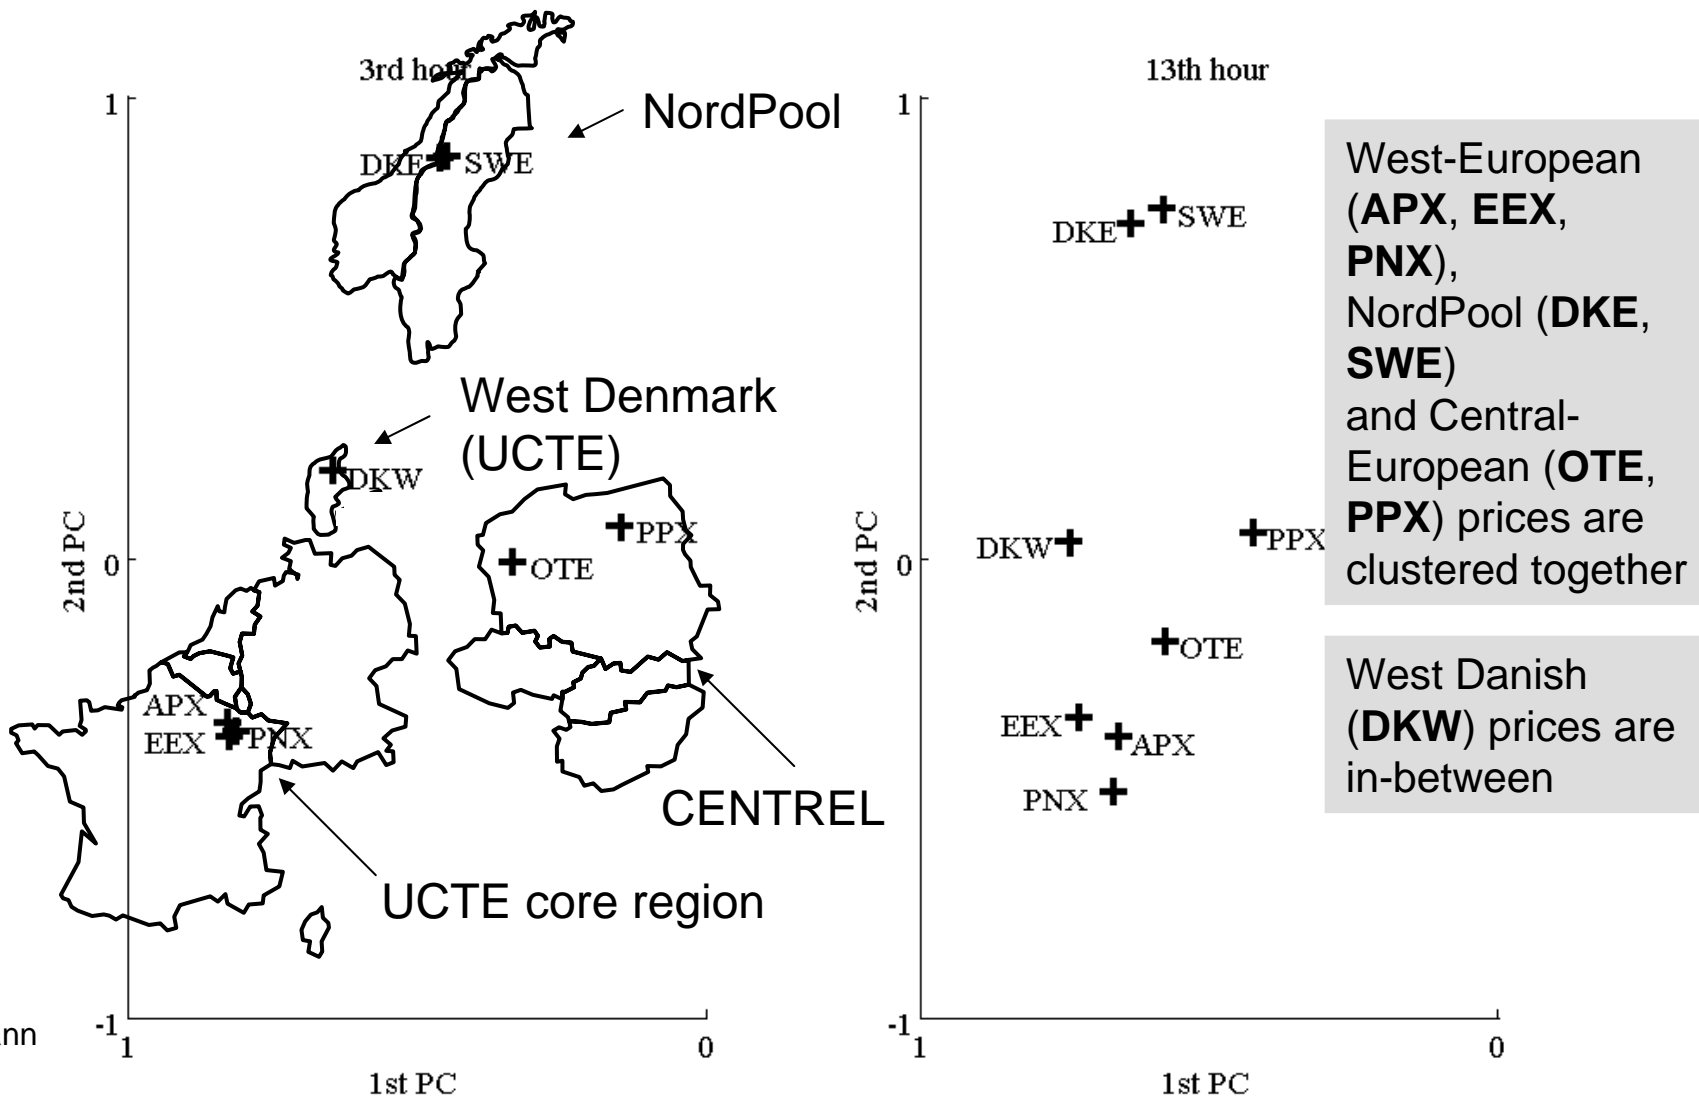 3rd hour
1
NordPool
DKE
SWE
West Denmark
(UCTE)
DKW
PPX
OTE
2nd PC
0
APX
EEX
PNX
CENTREL
UCTE core region
-1
1
0
1st PC
13th hour
1
DKE
SWE
DKW
PPX
2nd PC
0
OTE
EEX
APX
PNX
-1
1
0
1st PC
West-European
(APX, EEX,
PNX),
NordPool (DKE,
SWE)
and Central-
European (OTE,
PPX) prices are
clustered together
West Danish
(DKW) prices are
in-between